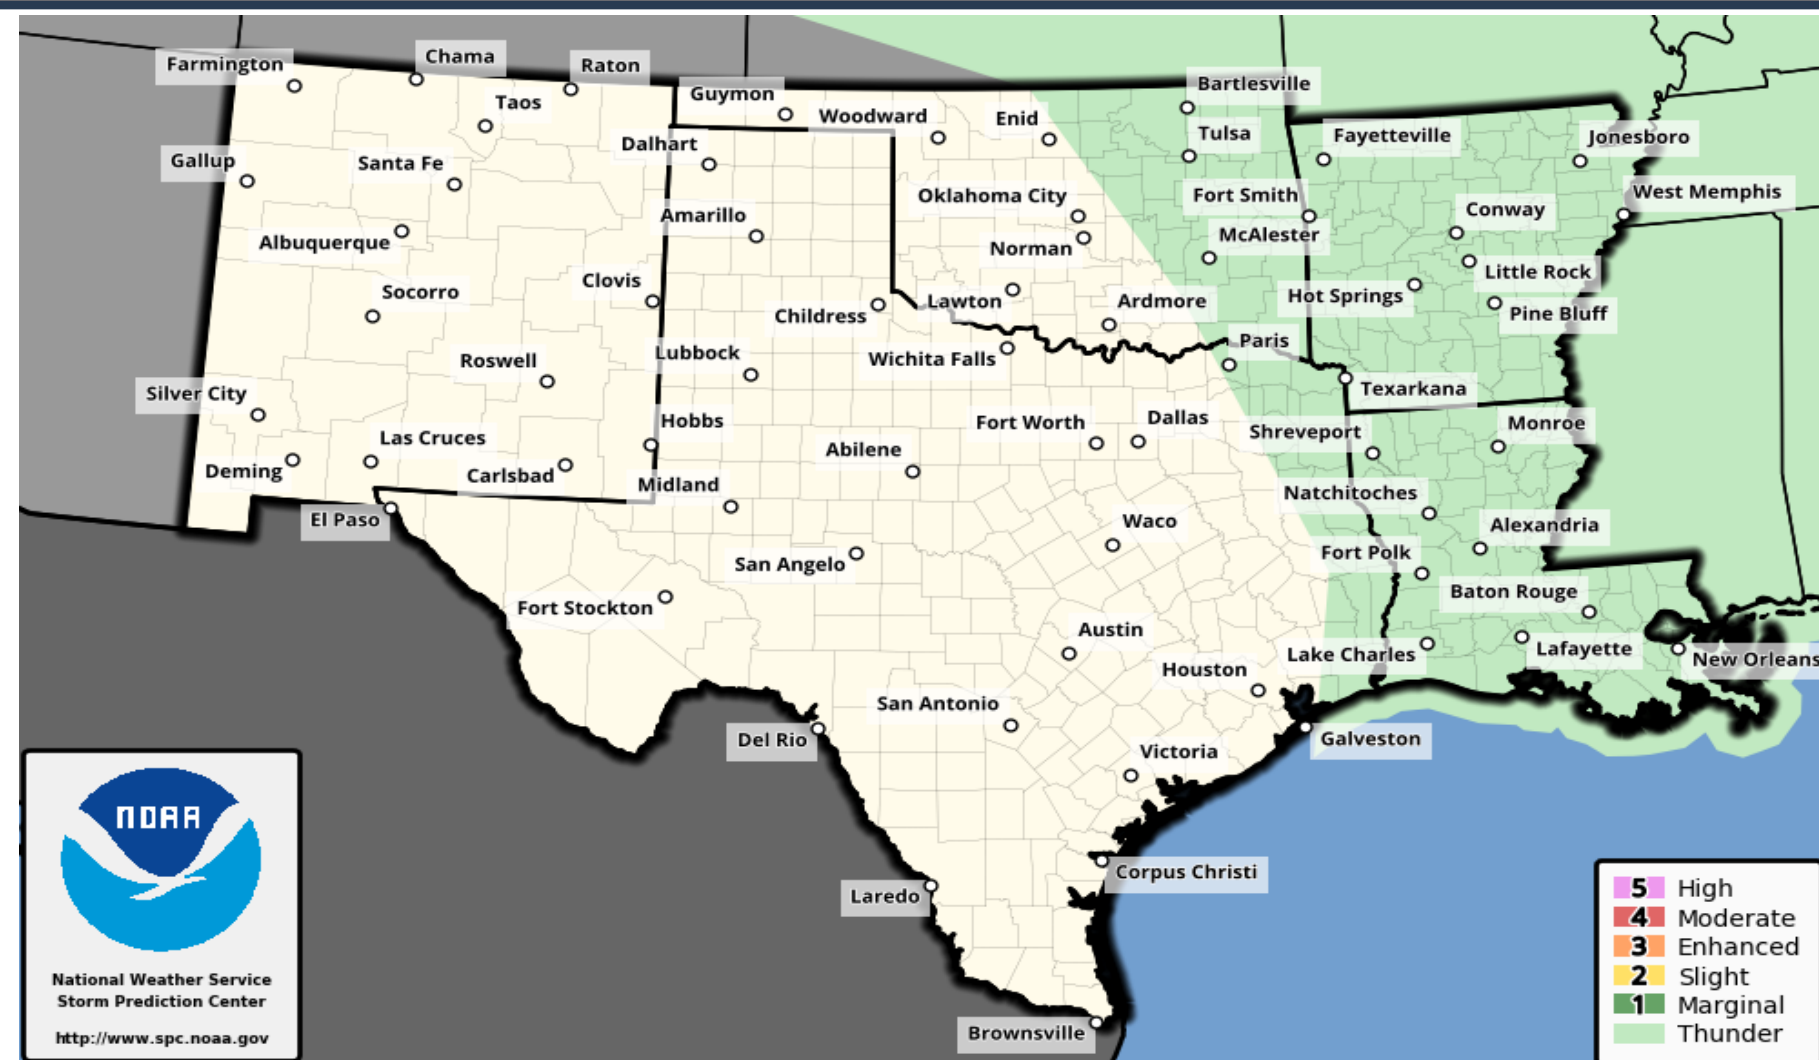 Farmington
Chama
Raton
Taos
Guymon
Woodward
Enid
Bartlesville
Tulsa
Fayetteville
Jonesboro
Gallup
Santa Fe
Dalhart
Oklahoma City
Fort Smith
Conway
West Memphis
Albuquerque
Amarillo
Norman
McAlester
Little Rock
Socorro
Clovis
Childress
Lawton
Ardmore
Hot Springs
Pine Bluff
Roswell
Lubbock
Wichita Falls
Paris
Texarkana
Silver City
Hobbs
Fort Worth
Dallas
Shreveport
Monroe
Las Cruces
Deming
Carlsbad
Midland
Abilene
Natchitoches
El Paso
Waco
Alexandria
San Angelo
Fort Polk
Fort Stockton
Baton Rouge
Austin
Houston
Lake Charles
Lafayette
New Orleans
San Antonio
Del Rio
Galveston
Victoria
Corpus Christi
Laredo
Brownsville
NOAA
National Weather Service
Storm Prediction Center
http://www.spc.noaa.gov
5 High
4 Moderate
3 Enhanced
2 Slight
1 Marginal
Thunder